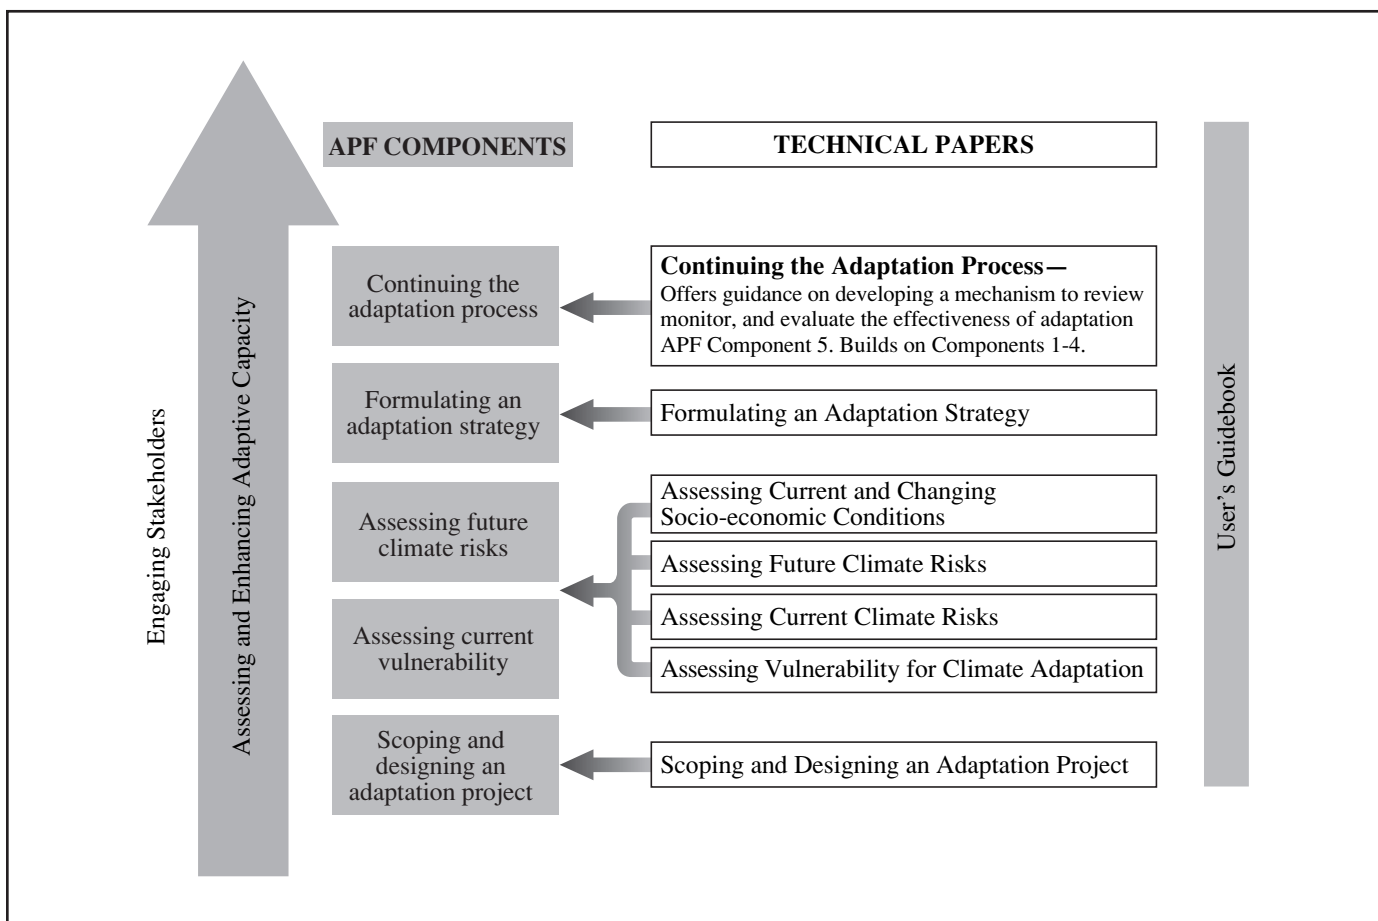 Engaging Stakeholders
Assessing and Enhancing Adaptive Capacity
APF COMPONENTS
Continuing the
adaptation process
Formulating an
adaptation strategy
Assessing future
climate risks
Assessing current
vulnerability
Scoping and
designing an
adaptation project
TECHNICAL PAPERS
Continuing the Adaptation Process—
Offers guidance on developing a mechanism to review
monitor, and evaluate the effectiveness of adaptation
APF Component 5. Builds on Components 1-4.
Formulating an Adaptation Strategy
Assessing Current and Changing
Socio-economic Conditions
Assessing Future Climate Risks
Assessing Current Climate Risks
Assessing Vulnerability for Climate Adaptation
Scoping and Designing an Adaptation Project
User's Guidebook